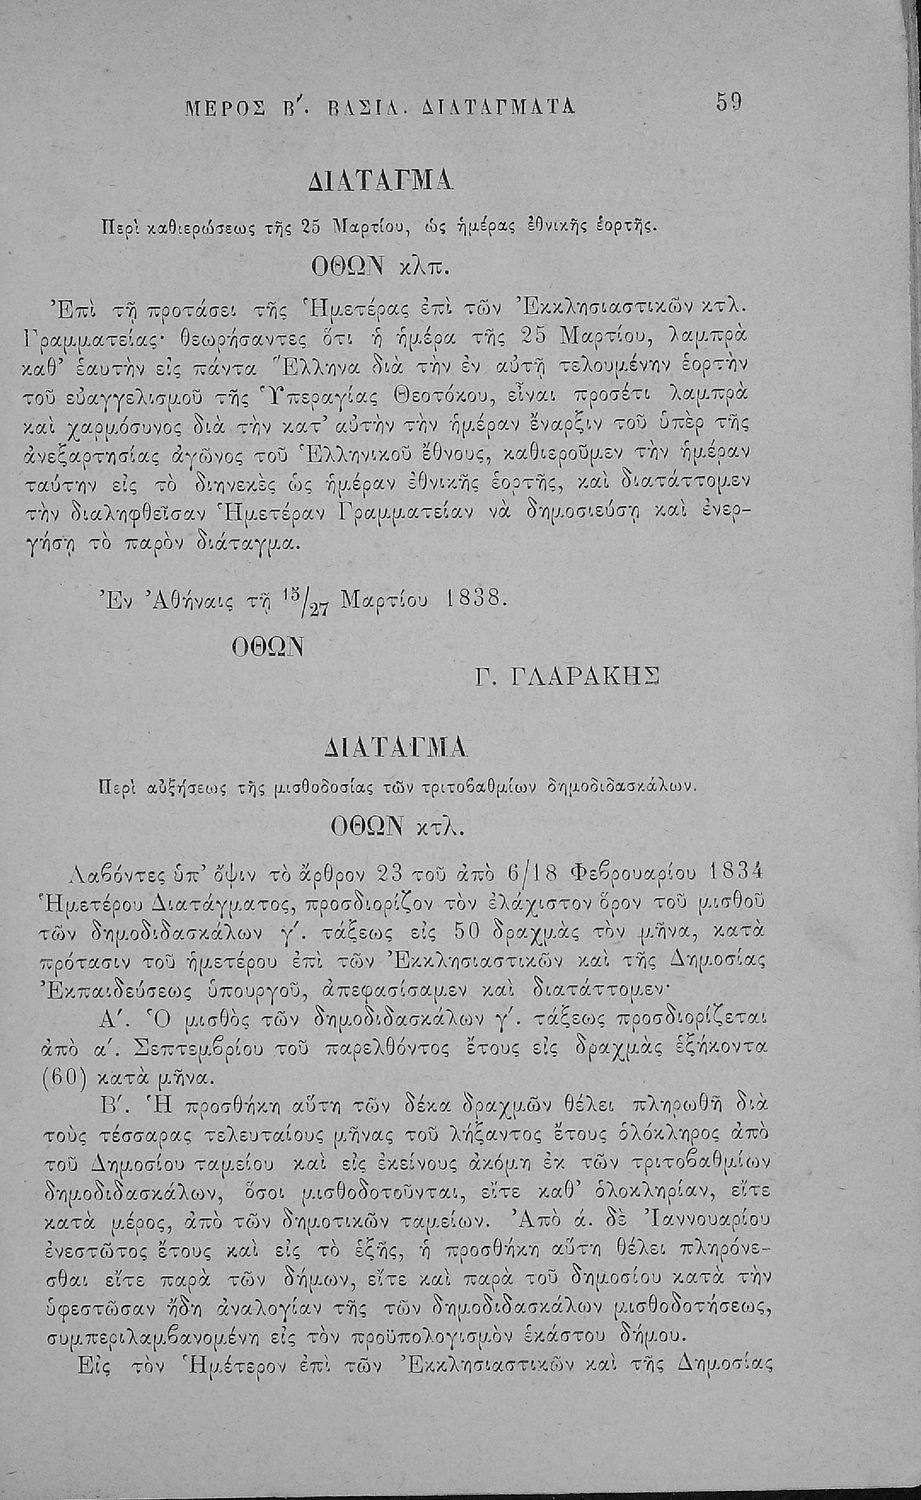 ΜΕΡΟΣ Β΄. ΒΑΣΙΛ. ΔΙΑΤΑΓΜΑΤΑ 59
ΔΙΑΤΑΓΜΑ
Περὶ καθιερώσεως τῆς 25 Μαρτίου, ὡς ἡμέρας ἐθνικῆς ἑορτῆς.
ΟΘΩΝ κλπ.
Ἐπὶ τῇ προτάσει τῆς Ἡμετέρας ἐπὶ τῶν Ἐκκλησιαστικῶν κτλ.
Γραμματείας· θεωρήσαντες ὅτι ἡ ἡμέρα τῆς 25 Μαρτίου, λαμπρὰ
καθ’ ἑαυτὴν εἰς πάντα Ἕλληνα διὰ τὴν ἐν αὐτῇ τελουμένην ἑορτὴν
τοῦ εὐαγγελισμοῦ τῆς Ὑπεραγίας Θεοτόκου, εἶναι προσέτι λαμπρὰ
καὶ χαρμόσυνος διὰ τὴν κατ’ αὐτὴν τὴν ἡμέραν ἔναρξιν τοῦ ὑπὲρ τῆς
ἀνεξαρτησίας ἀγῶνος τοῦ Ἑλληνικοῦ ἔθνους, καθιεροῦμεν τὴν ἡμέραν
ταύτην εἰς τὸ διηνεκὲς ὡς ἡμέραν ἐθνικῆς ἑορτῆς, καὶ διατάττομεν
τὴν διαληφθεῖσαν Ἡμετέραν Γραμματείαν νὰ δημοσιεύσῃ καὶ ἐνερ-
γήσῃ τὸ παρὸν διάταγμα.
Ἐν Ἀθήναις τῇ 15/27 Μαρτίου 1838.
ΟΘΩΝ
Γ. ΓΛΑΡΑΚΗΣ
ΔΙΑΤΑΓΜΑ
Περὶ αὐξήσεως τῆς μισθοδοσίας τῶν τριτοβαθμίων δημοδιδασκάλων.
ΟΘΩΝ κτλ.
Λαβόντες ὑπ’ ὄψιν τὸ ἄρθρον 23 τοῦ ἀπὸ 6/18 Φεβρουαρίου 1834
Ἡμετέρου Διατάγματος, προσδιορίζον τὸν ἐλάχιστον ὅρον τοῦ μισθοῦ
τῶν δημοδιδασκάλων γ΄. τάξεως εἰς 50 δραχμὰς τὸν μῆνα, κατὰ
πρότασιν τοῦ ἡμετέρου ἐπὶ τῶν Ἐκκλησιαστικῶν καὶ τῆς Δημοσίας
Ἐκπαιδεύσεως ὑπουργοῦ, ἀπεφασίσαμεν καὶ διατάττομεν·
Α΄. Ὁ μισθὸς τῶν δημοδιδασκάλων γ΄. τάξεως προσδιορίζεται
ἀπὸ α΄. Σεπτεμβρίου τοῦ παρελθόντος ἔτους εἰς δραχμὰς ἑξήκοντα
(60) κατὰ μῆνα.
Β΄. Ἡ προσθήκη αὕτη τῶν δέκα δραχμῶν θέλει πληρωθῆ διὰ
τοὺς τέσσαρας τελευταίους μῆνας τοῦ λήξαντος ἔτους ὁλόκληρος ἀπὸ
τοῦ Δημοσίου ταμείου καὶ εἰς ἐκείνους ἀκόμη ἐκ τῶν τριτοβαθμίων
δημοδιδασκάλων, ὅσοι μισθοδοτοῦνται, εἴτε καθ’ ὁλοκληρίαν, εἴτε
κατὰ μέρος, ἀπὸ τῶν δημοτικῶν ταμείων. Ἀπὸ ά. δὲ Ἰαννουαρίου
ἐνεστῶτος ἔτους καὶ εἰς τὸ ἑξῆς, ἡ προσθήκη αὕτη θέλει πληρόνε-
σθαι εἴτε παρὰ τῶν δήμων, εἴτε καὶ παρὰ τοῦ δημοσίου κατὰ τὴν
ὑφεστῶσαν ἤδη ἀναλογίαν τῆς τῶν δημοδιδασκάλων μισθοδοτήσεως,
συμπεριλαμβανομένη εἰς τὸν προϋπολογισμὸν ἑκάστου δήμου.
Εἰς τὸν Ἡμέτερον ἐπὶ τῶν Ἐκκλησιαστικῶν καὶ τῆς Δημοσίας